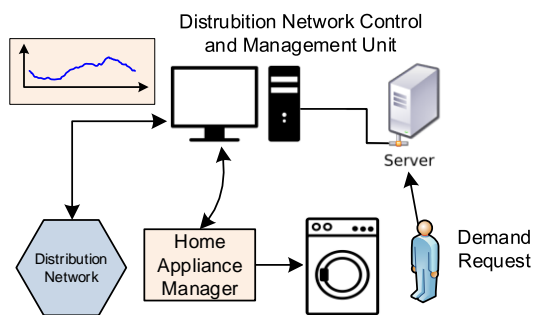 Distrubition Network Control
and Management Unit
Server
Distribution
Network
Home
Appliance
Manager
Demand
Request